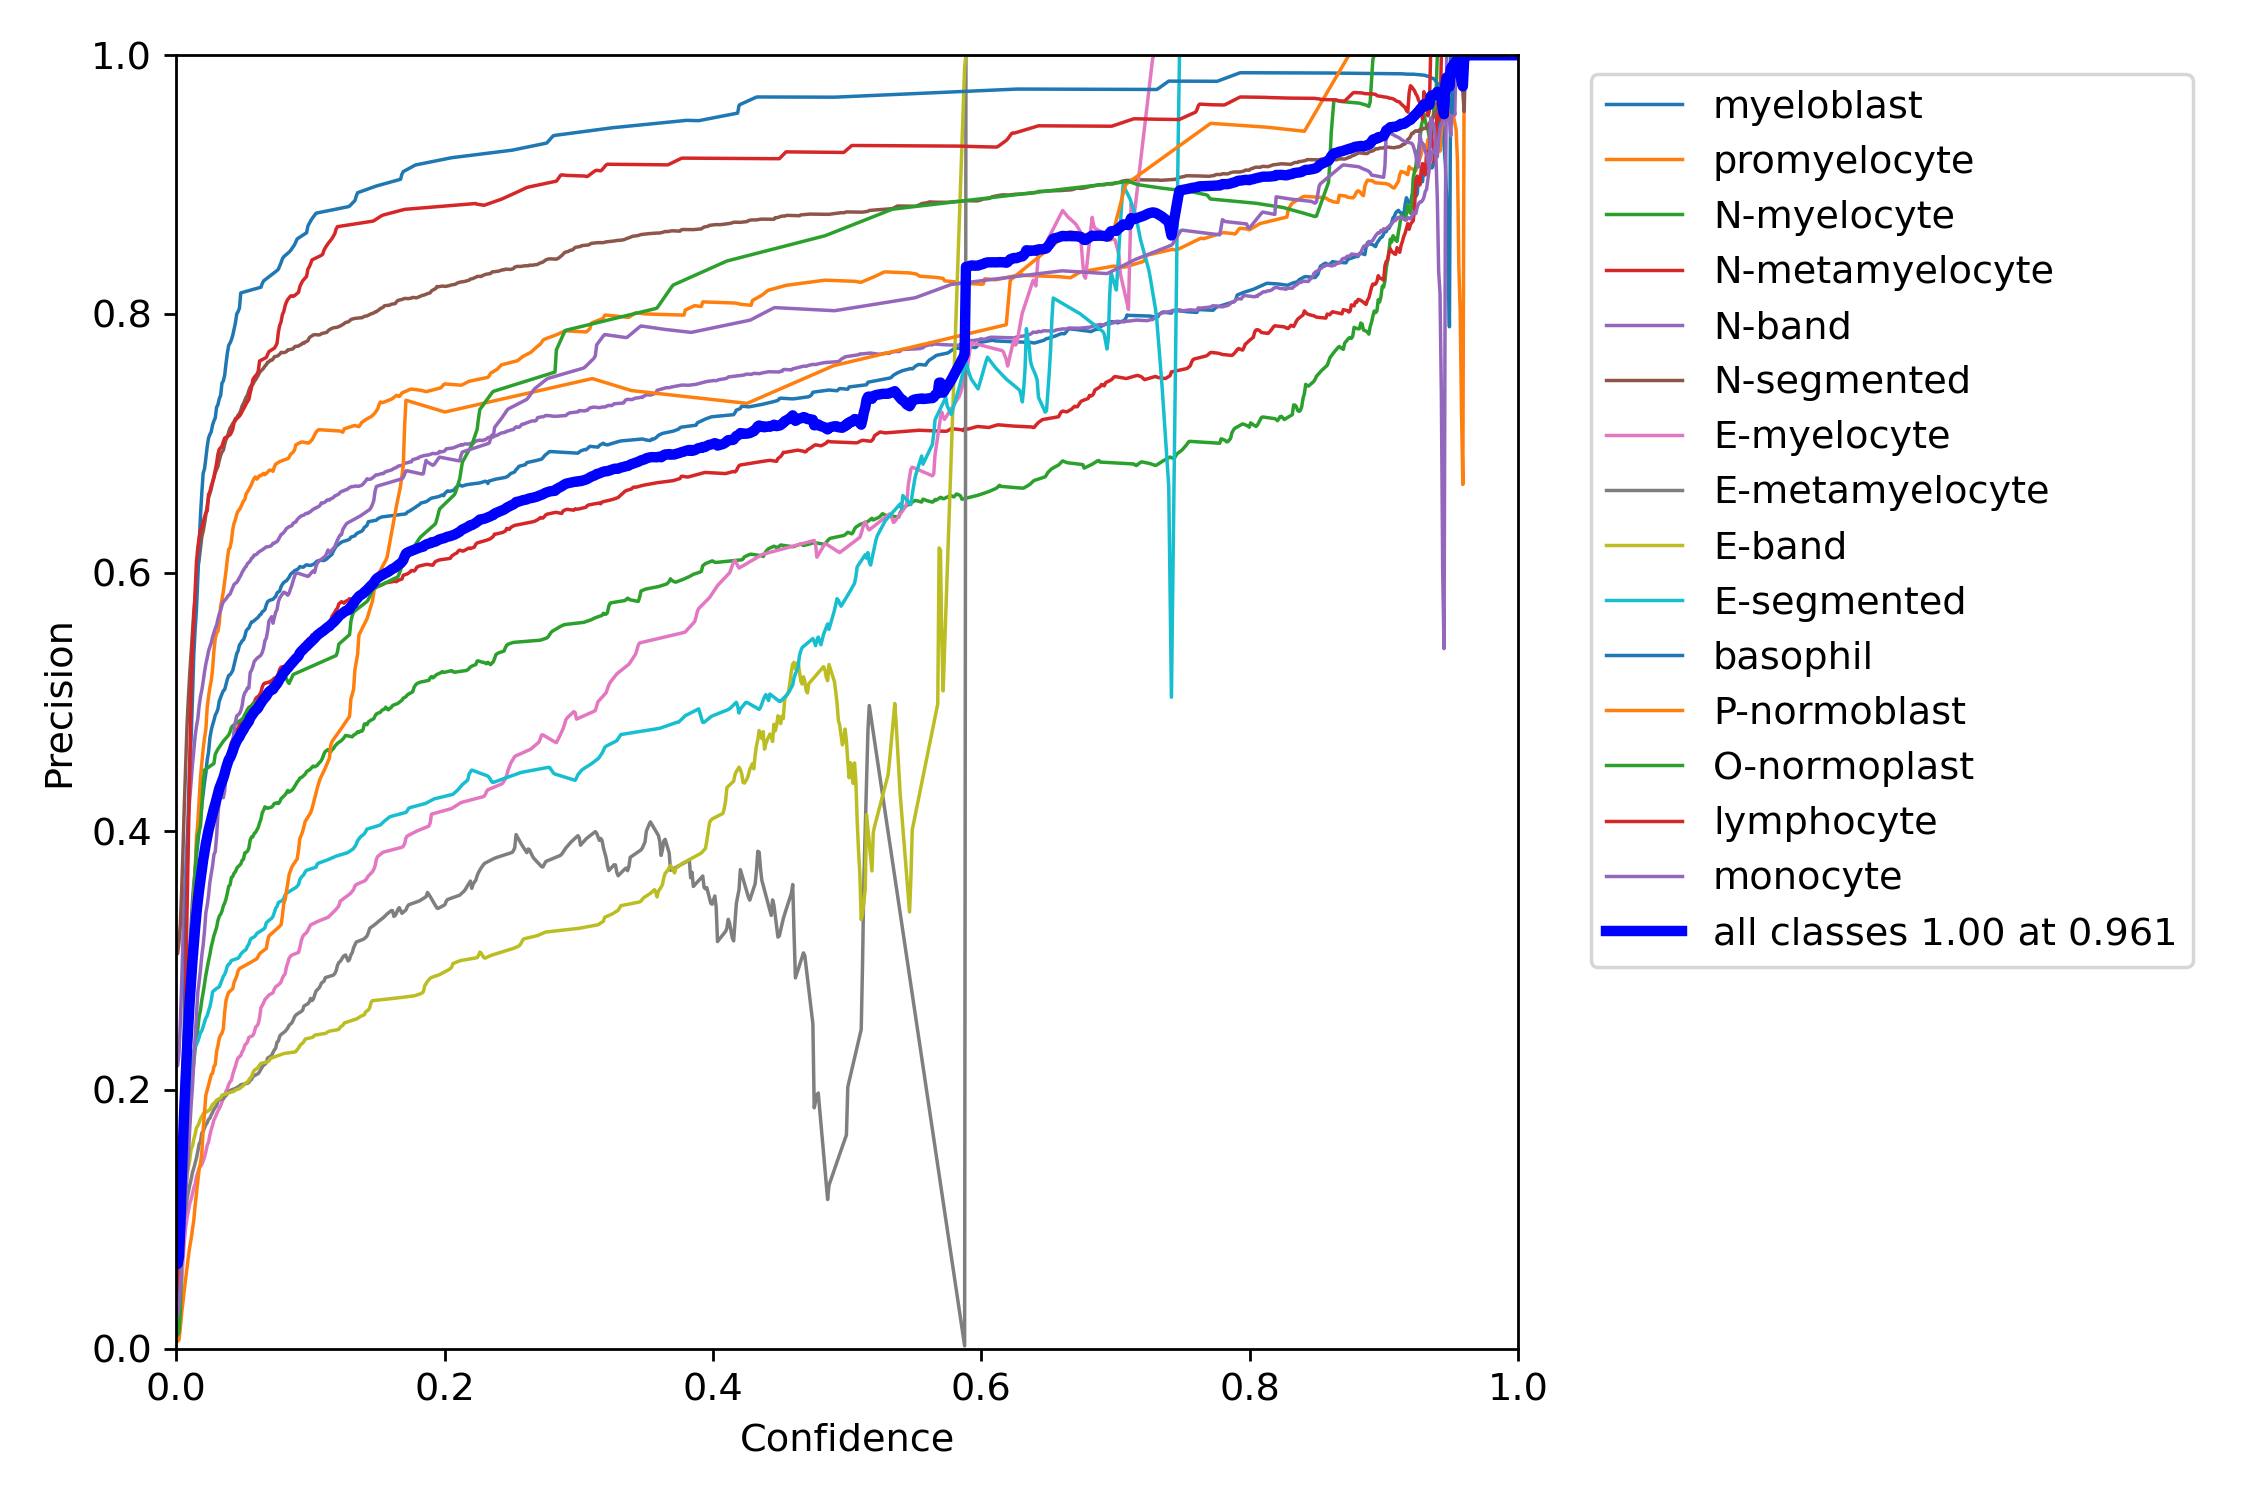 1.0
0.8
0.6
0.4
0.2
0.0
Precision
0.0 0.2 0.4 0.6 0.8 1.0
Confidence
myeloblast
promyelocyte
N-myelocyte
N-metamyelocyte
N-band
N-segmented
E-myelocyte
E-metamyelocyte
E-band
E-segmented
basophil
P-normoblast
O-normoplast
lymphocyte
monocyte
all classes 1.00 at 0.961